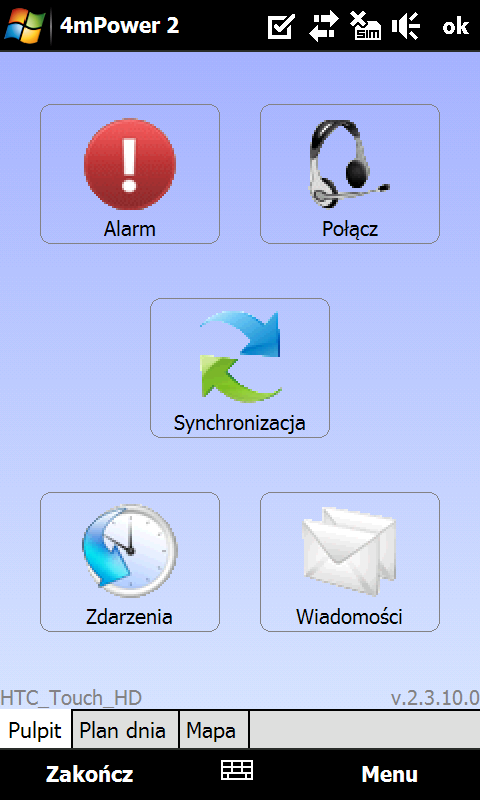 4mPower 2
SIM
ok
Alarm
Połącz
Synchronizacja
Zdarzenia
Wiadomości
HTC_Touch_HD
v.2.3.10.0
Pulpit
Plan dnia
Mapa
Zakończ
Menu